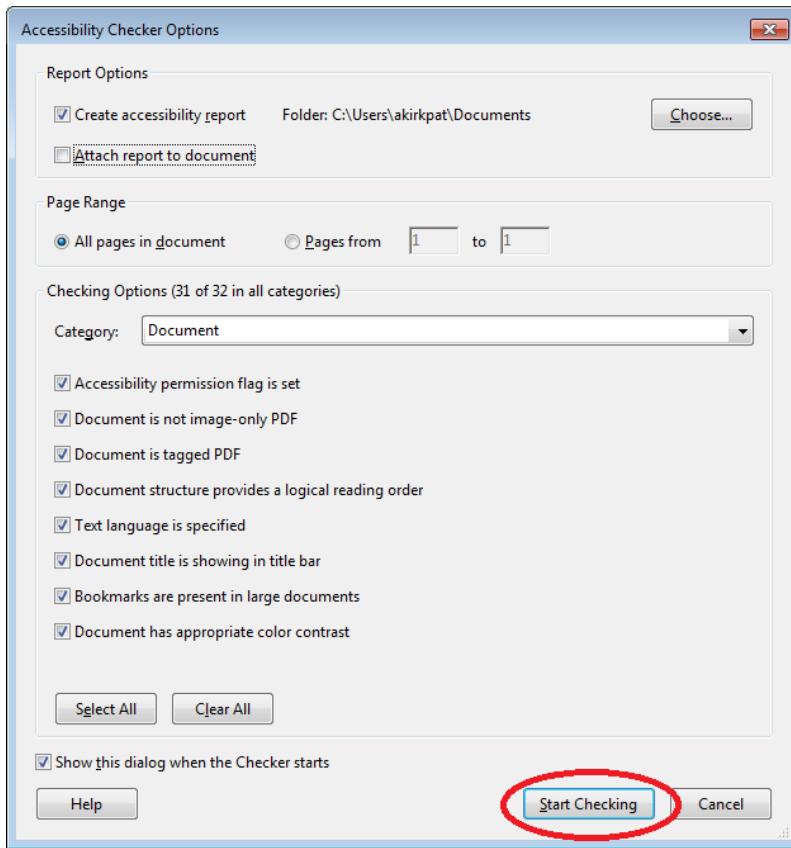 Accessibility Checker Options
Report Options
Create accessibility report Folder: C:\Users\akirkpat\Documents Choose...
Attach report to document
Page Range
All pages in document Pages from 1 to 1
Checking Options (31 of 32 in all categories)
Category: Document
Accessibility permission flag is set
Document is not image-only PDF
Document is tagged PDF
Document structure provides a logical reading order
Text language is specified
Document title is showing in title bar
Bookmarks are present in large documents
Document has appropriate color contrast
Select All Clear All
Show this dialog when the Checker starts
Help Start Checking Cancel